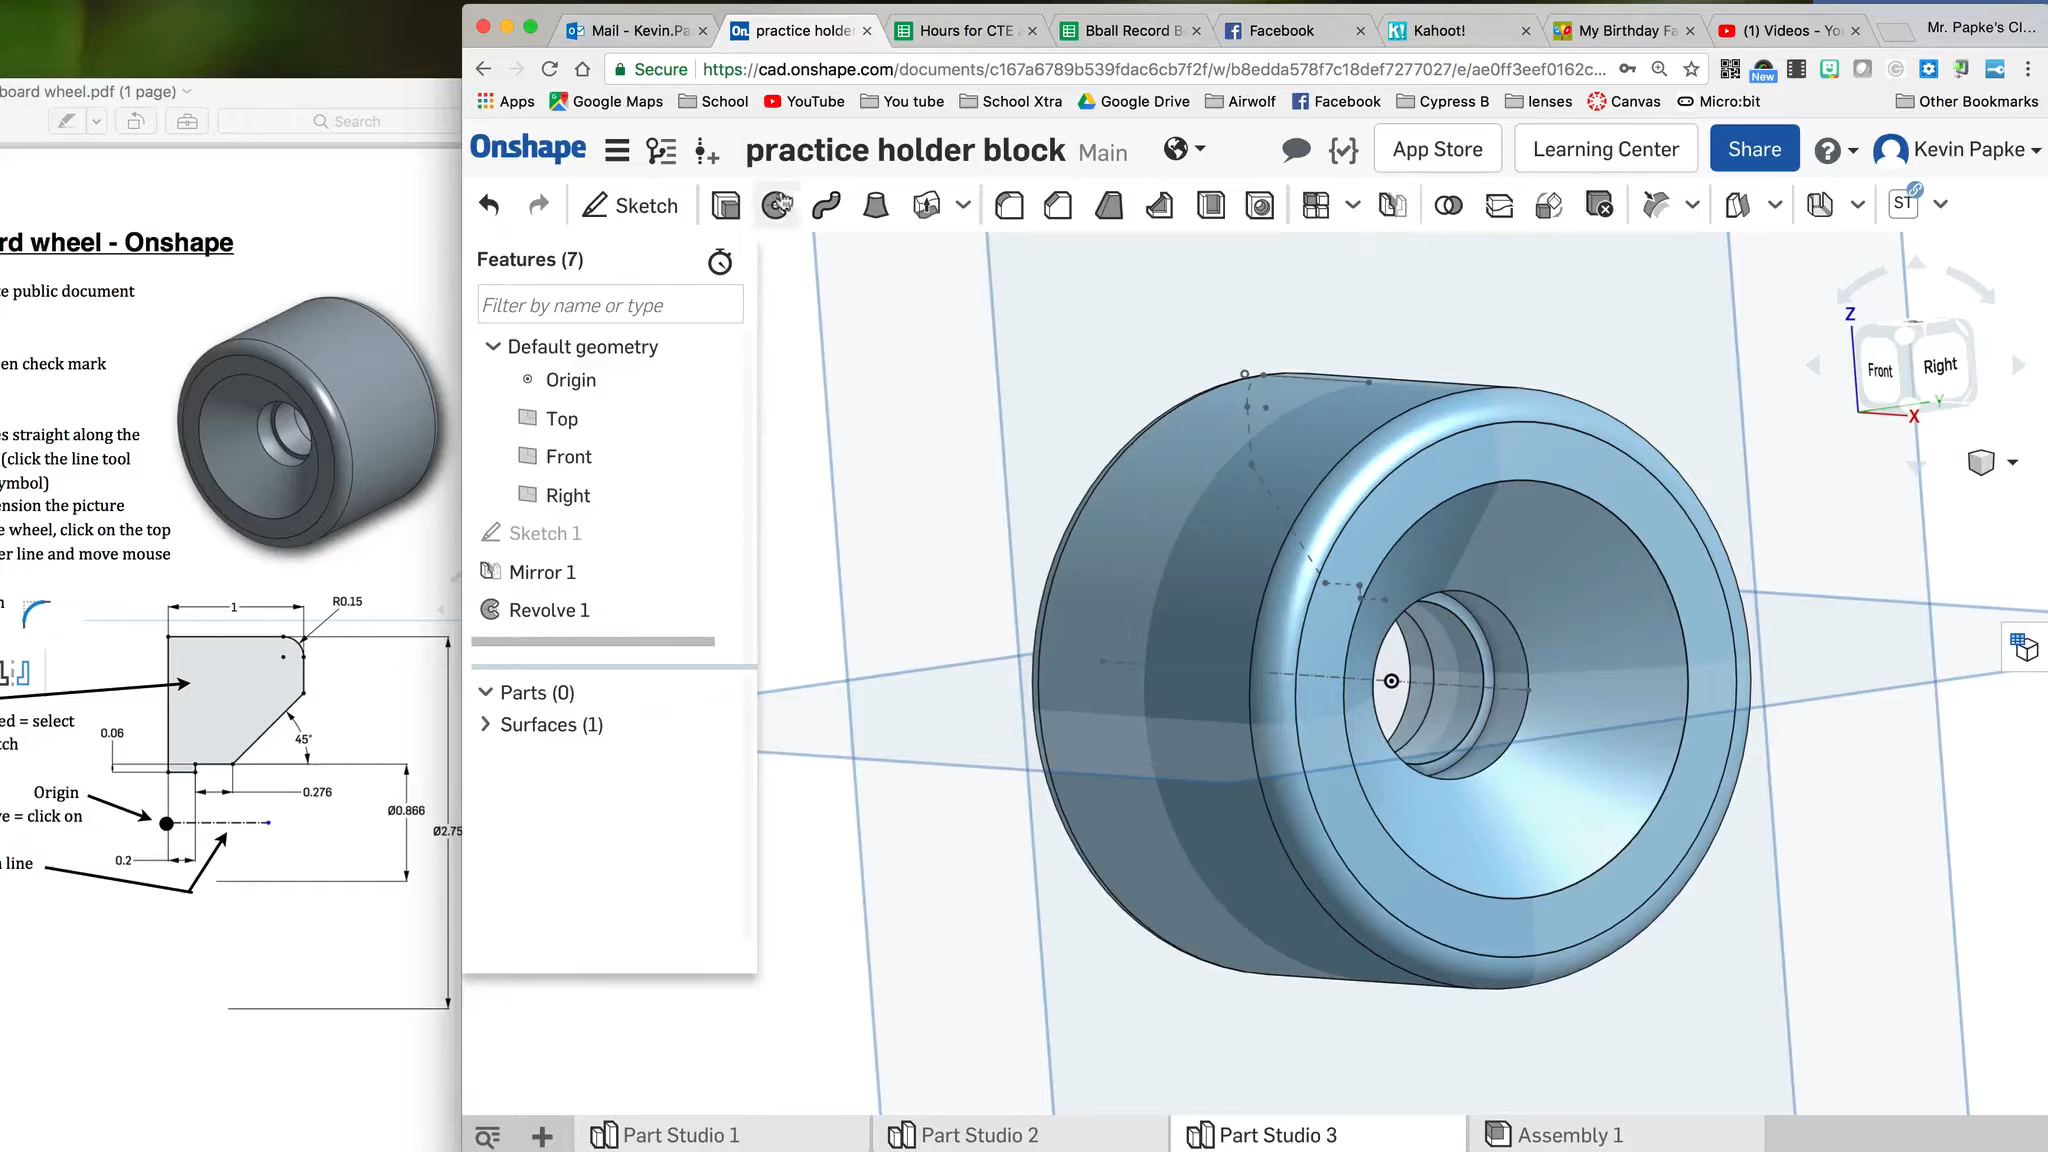 board wheel.pdf (1 page)
Search
rd wheel - Onshape
te public document
en check mark
es straight along the
(click the line tool
ymbol)
ension the picture
e wheel, click on the top
er line and move mouse
n
1
R0.15
ed = select
tch
0.06
45°
0.276
Origin
ve = click on
Ø0.866
Ø2.75
0.2
line
Mail - Kevin.Pa
practice holde
Hours for CTE
Bball Record B
Facebook
Kahoot!
My Birthday Fa
(1) Videos - Yo
Mr. Papke's Cl...
Secure
https://cad.onshape.com/documents/c167a6789b539fdac6cb7f2f/w/b8edda578f7c18def7277027/e/ae0ff3eef0162c...
New
Apps
Google Maps
School
YouTube
You tube
School Xtra
Google Drive
Airwolf
Facebook
Cypress B
lenses
Canvas
Micro:bit
Other Bookmarks
Onshape
practice holder block Main
App Store
Learning Center
Share
Kevin Papke
Sketch
ST
Features (7)
Filter by name or type
Default geometry
Origin
Top
Front
Right
Sketch 1
Mirror 1
Revolve 1
Parts (0)
Surfaces (1)
Z
Front
Right
Y
X
Part Studio 1
Part Studio 2
Part Studio 3
Assembly 1